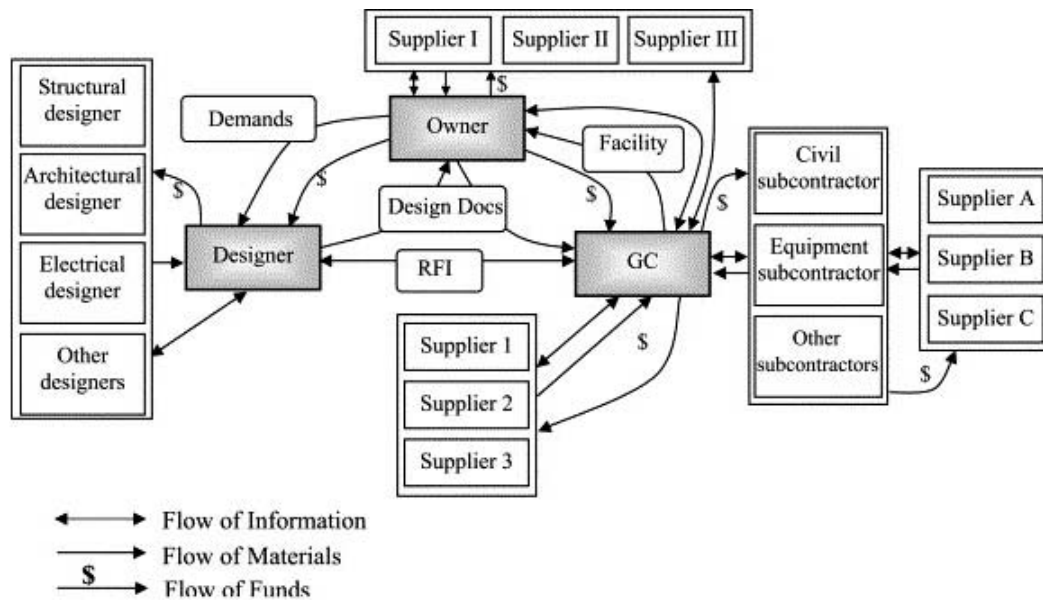 Supplier I
Supplier II
Supplier III
$
Structural
designer
Architectural
designer
Electrical
designer
Other
designers
$
Demands
$
Owner
Facility
$
Design Docs
Designer
RFI
GC
$
Civil
subcontractor
Equipment
subcontractor
Other
subcontractors
Supplier A
Supplier B
Supplier C
$
$
Supplier 1
Supplier 2
Supplier 3
Flow of Information
Flow of Materials
$
Flow of Funds